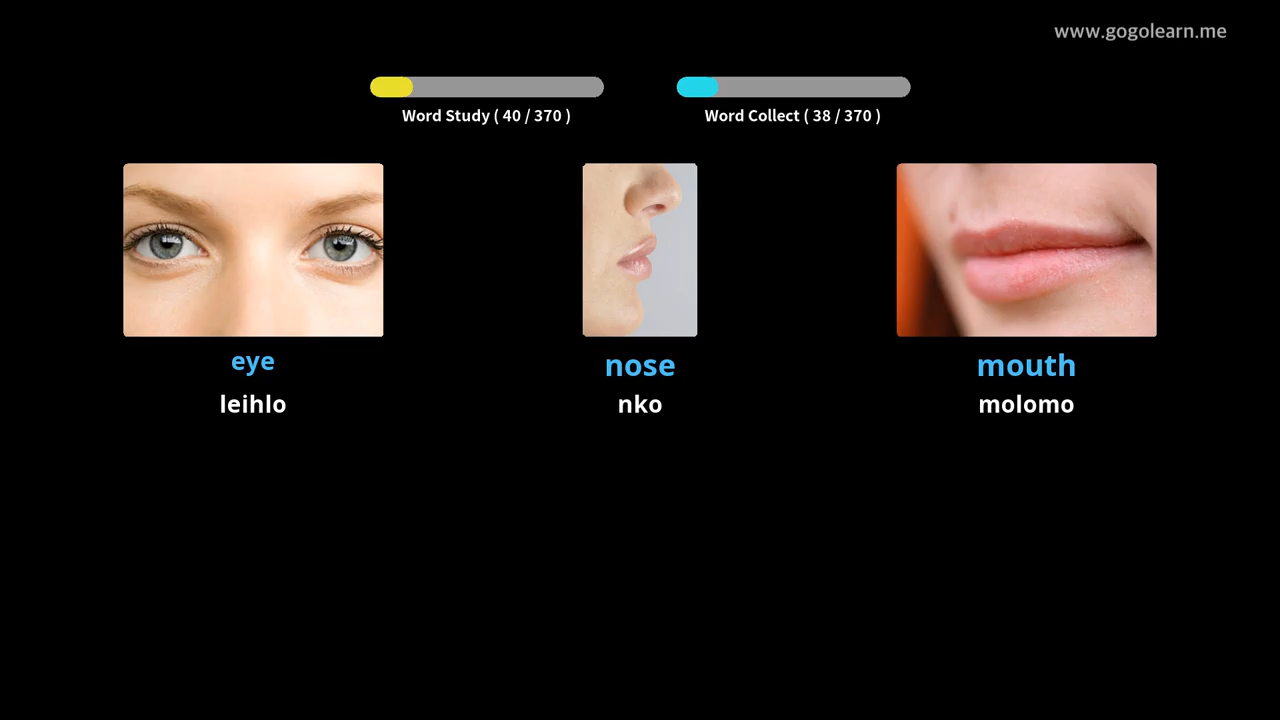 www.gogolearn.me
Word Study ( 40 / 370 )
Word Collect ( 38 / 370 )
eye
nose
mouth
leihlo
nko
molomo